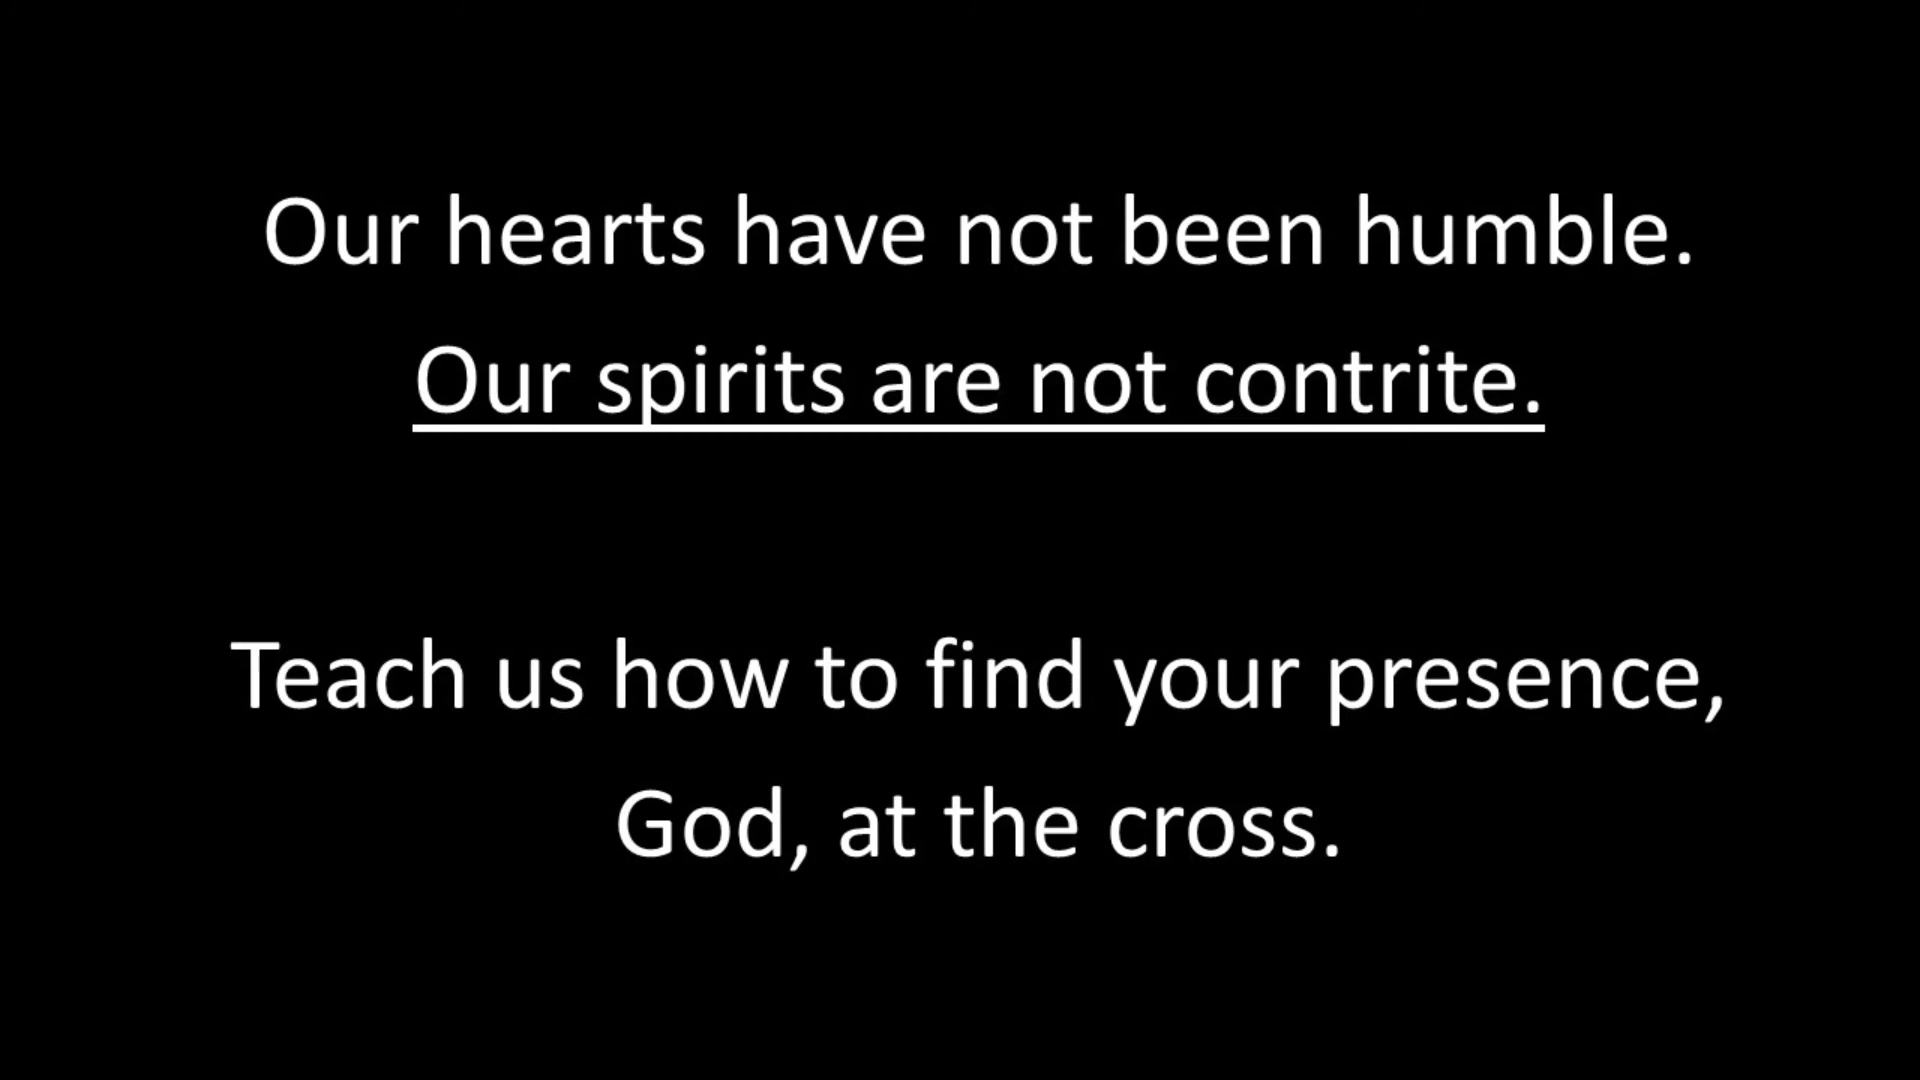 Our hearts have not been humble.
Our spirits are not contrite.
Teach us how to find your presence,
God, at the cross.